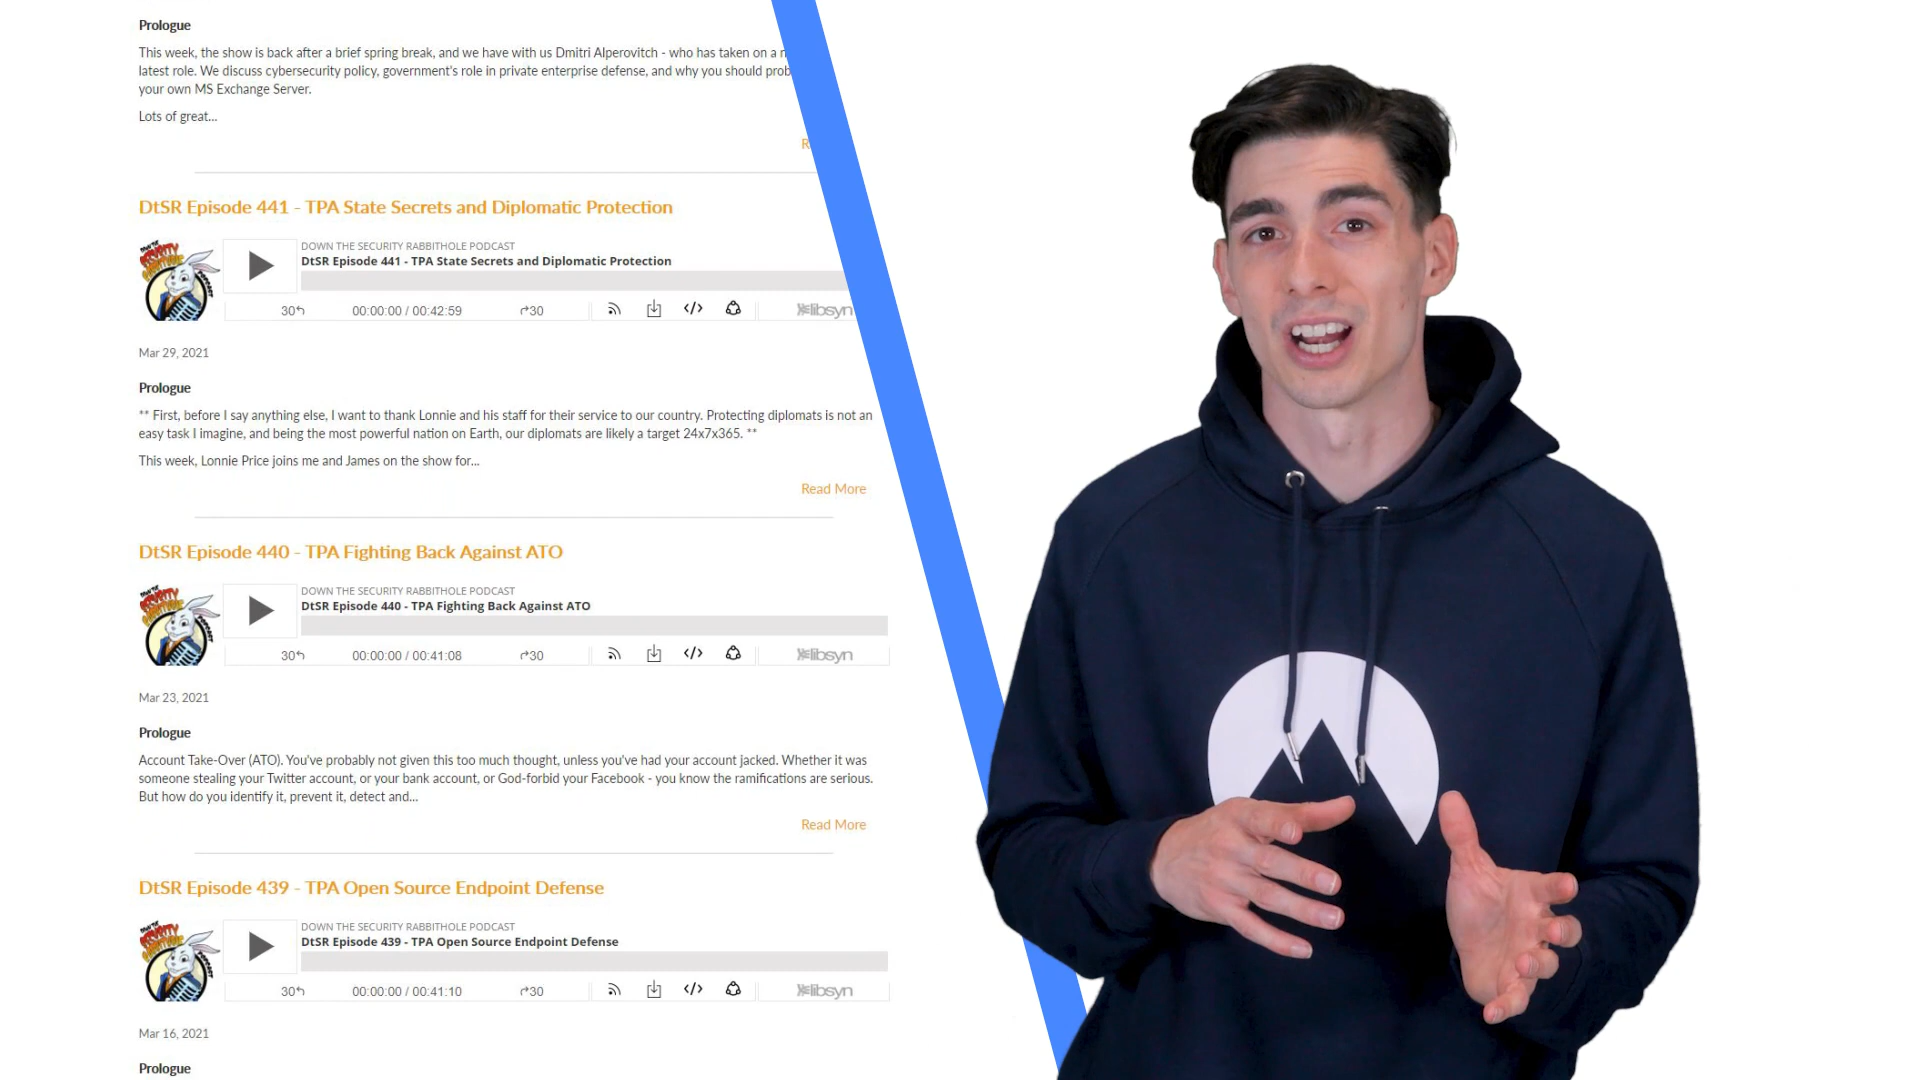 Prologue
This week, the show is back after a brief spring break, and we have with us Dmitri Alperovitch - who has taken on a
latest role. We discuss cybersecurity policy, government's role in private enterprise defense, and why you should
your own MS Exchange Server.
Lots of great...
DtSR Episode 441 - TPA State Secrets and Diplomatic Protection
DOWN THE SECURITY RABBITHOLE PODCAST
DtSR Episode 441 - TPA State Secrets and Diplomatic Protection
30 00:00:00 / 00:42:59 30 libsyn
Mar 29, 2021
Prologue
** First, before I say anything else, I want to thank Lonnie and his staff for their service to our country. Protecting diplomats is not an
easy task I imagine, and being the most powerful nation on Earth, our diplomats are likely a target 24x7x365. **
This week, Lonnie Price joins me and James on the show for...
Read More
DtSR Episode 440 - TPA Fighting Back Against ATO
DOWN THE SECURITY RABBITHOLE PODCAST
DtSR Episode 440 - TPA Fighting Back Against ATO
30 00:00:00 / 00:41:08 30 libsyn
Mar 23, 2021
Prologue
Account Take-Over (ATO). You've probably not given this too much thought, unless you've had your account jacked. Whether it was
someone stealing your Twitter account, or your bank account, or God-forbid your Facebook - you know the ramifications are serious.
But how do you identify it, prevent it, detect and...
Read More
DtSR Episode 439 - TPA Open Source Endpoint Defense
DOWN THE SECURITY RABBITHOLE PODCAST
DtSR Episode 439 - TPA Open Source Endpoint Defense
30 00:00:00 / 00:41:10 30 libsyn
Mar 16, 2021
Prologue